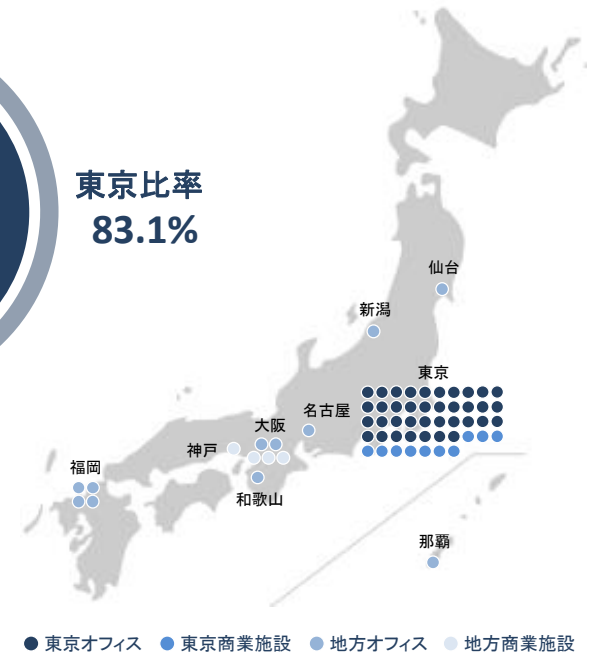 東京比率
83.1%
仙台
新潟
東京
名古屋
大阪
神戸
福岡
和歌山
那覇
東京オフィス 東京商業施設 地方オフィス 地方商業施設